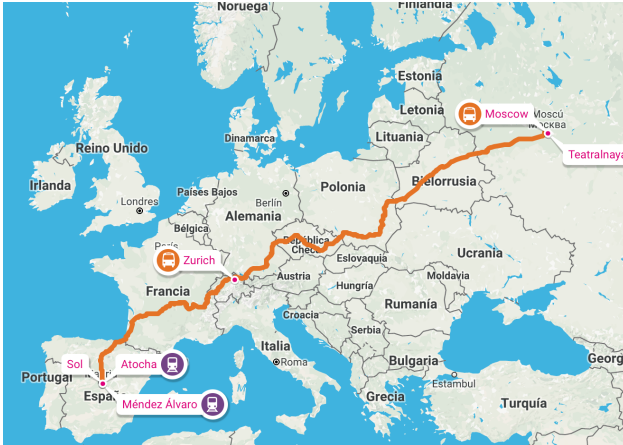 Noruega
Finlandia
Estonia
Letonia
Moscow
Moscú
Москва
Dinamarca
Lituania
Teatralnaya
Reino Unido
Irlanda
Bielorrusia
Polonia
Países Bajos
Berlín
Londres
Alemania
Bélgica
París
República
Checa
Ucrania
Zurich
Eslovaquia
Austria
Moldavia
Francia
Hungría
Rumanía
Croacia
Serbia
Italia
Roma
Bulgaria
Georg
Sol
Atocha
Portugal
Estambul
España
Méndez Álvaro
Grecia
Turquía